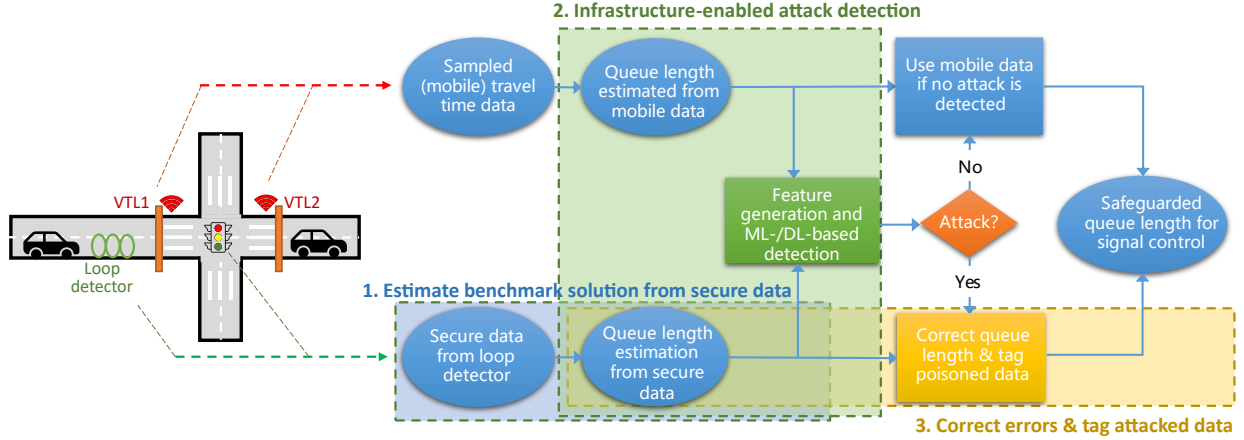 2. Infrastructure-enabled attack detection
Sampled
(mobile) travel
time data
Queue length
estimated from
mobile data
Use mobile data
if no attack is
detected
No
VTL1
VTL2
Loop
detector
Feature
generation and
ML-/DL-based
detection
Attack?
Safeguarded
queue length for
signal control
Yes
1. Estimate benchmark solution from secure data
Secure data
from loop
detector
Queue length
estimation
from secure
data
Correct queue
length & tag
poisoned data
3. Correct errors & tag attacked data